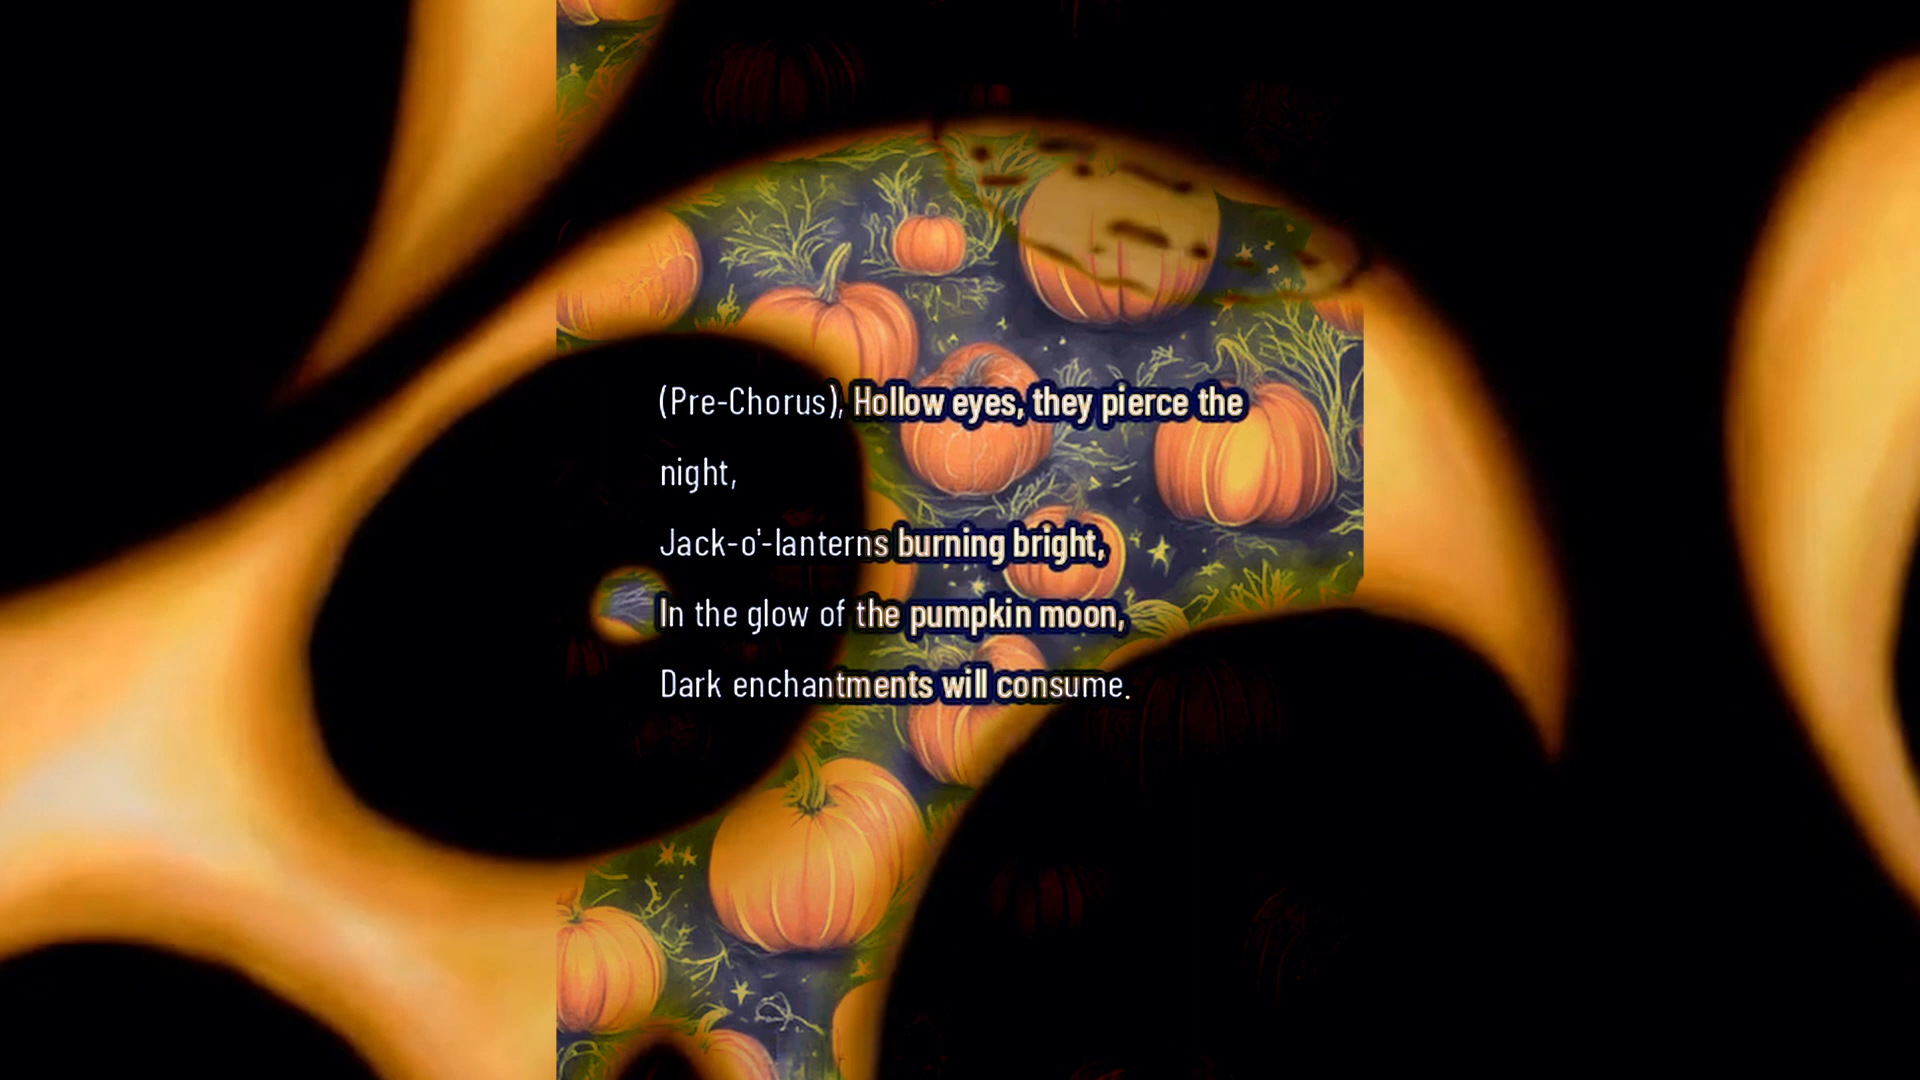 (Pre-Chorus), Hollow eyes, they pierce the
night,
Jack-o'-lanterns burning bright,
In the glow of the pumpkin moon,
Dark enchantments will consume.